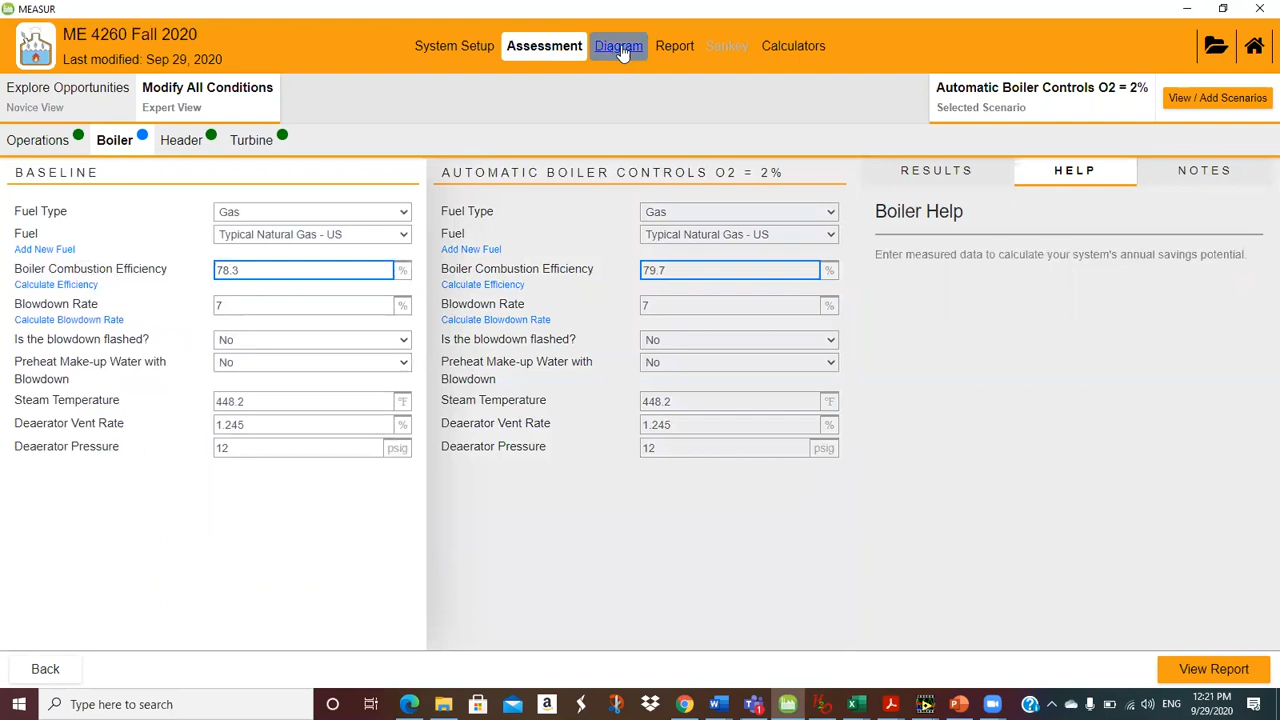 MEASUR
ME 4260 Fall 2020
Last modified: Sep 29, 2020
System Setup Assessment Diagram Report Sankey Calculators
Explore Opportunities
Novice View
Modify All Conditions
Expert View
Automatic Boiler Controls O2 = 2%
Selected Scenario
View / Add Scenarios
Operations Boiler Header Turbine
BASELINE
Fuel Type Gas
Fuel Typical Natural Gas - US
Add New Fuel
Boiler Combustion Efficiency 78.3 %
Calculate Efficiency
Blowdown Rate 7 %
Calculate Blowdown Rate
Is the blowdown flashed? No
Preheat Make-up Water with No
Blowdown
Steam Temperature 448.2 °F
Deaerator Vent Rate 1.245 %
Deaerator Pressure 12 psig
AUTOMATIC BOILER CONTROLS O2 = 2%
Fuel Type Gas
Fuel Typical Natural Gas - US
Add New Fuel
Boiler Combustion Efficiency 79.7 %
Calculate Efficiency
Blowdown Rate 7 %
Calculate Blowdown Rate
Is the blowdown flashed? No
Preheat Make-up Water with No
Blowdown
Steam Temperature 448.2 °F
Deaerator Vent Rate 1.245 %
Deaerator Pressure 12 psig
RESULTS HELP NOTES
Boiler Help
Enter measured data to calculate your system's annual savings potential.
Back
View Report
Type here to search
ENG
12:21 PM
9/29/2020